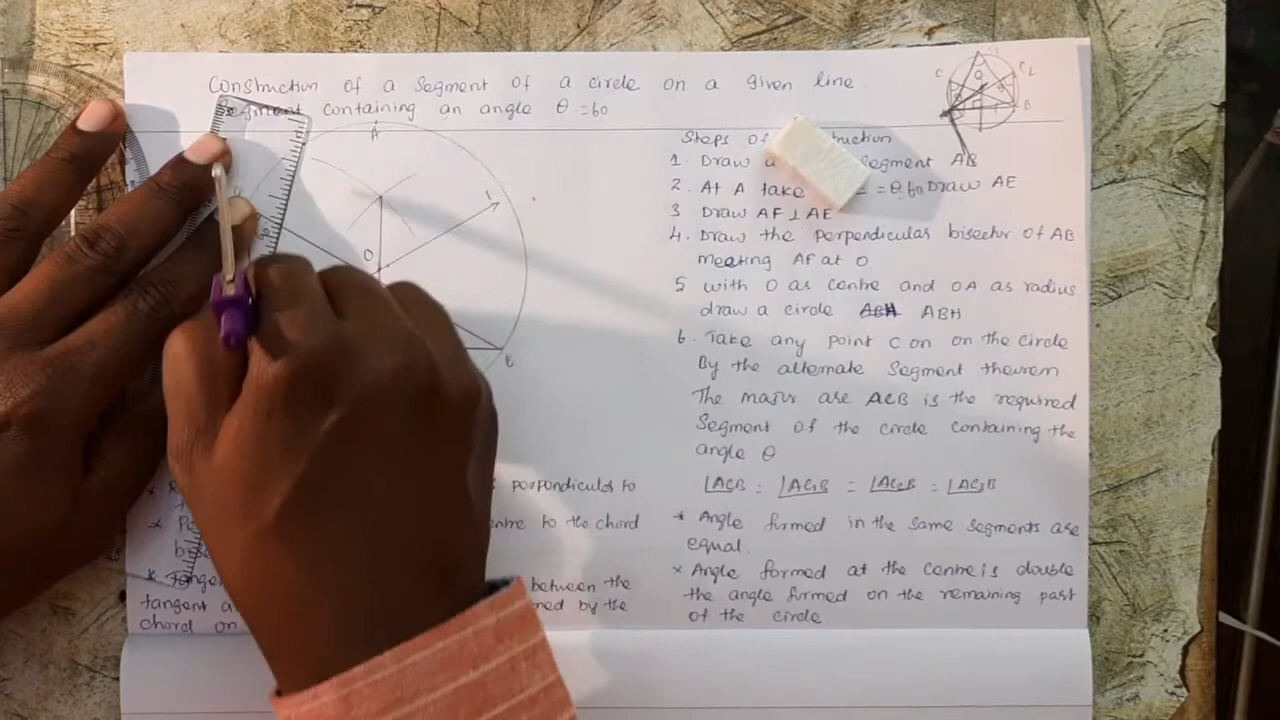 Construction of a Segment of a circle on a given line
Segment containing an angle θ = 60
A
F
O
B
C
C2
O
B
Steps of
1. Draw a Segment AB
2. At A take = θ 60 Draw AE
3 Draw AF ⊥ AE
4. Draw the perpendicular bisector of AB
meeting AF at O
5 with O as centre and OA as radius
draw a circle ABH ABH
6. Take any point C on on the circle
By the alternate Segment theorem
The major arc ACB is the required
Segment of the circle containing the
angle θ
∠ACB = ∠AC1B = ∠AC2B = ∠AC3B
* Angle formed in the same segments are
equal.
× Angle formed at the centre is double
the angle formed on the remaining part
of the circle
perpendicular to
to the chord
between the
tangent by the
chord on